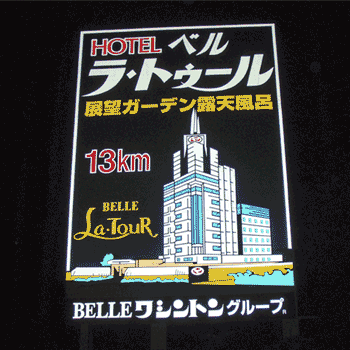 HOTEL ベル
ラ・トゥール
展望ガーデン露天風呂
13km
BELLE
La-TOUR
BELLE ワシントングループ